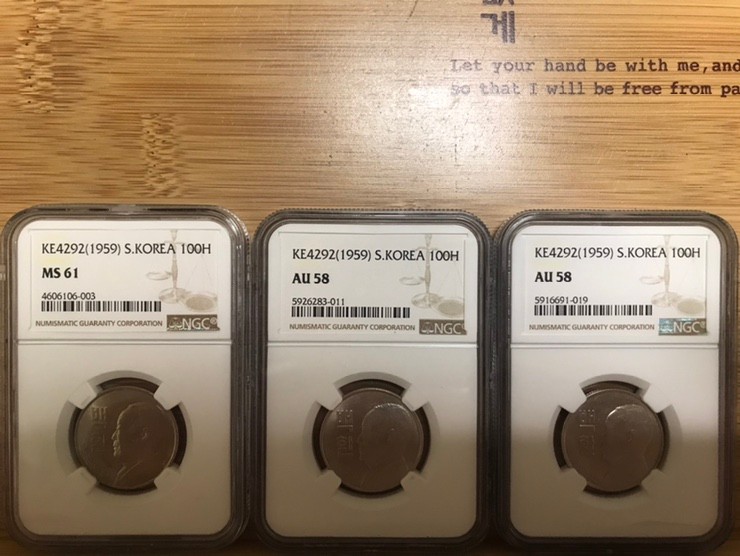 게
Let your hand be with me,and
so that I will be free from pa
KE4292(1959) S.KOREA 100H
MS 61
4606106-003
NUMISMATIC GUARANTY CORPORATION NGC®
KE4292(1959) S.KOREA 100H
AU 58
5926283-011
NUMISMATIC GUARANTY CORPORATION NGC
KE4292(1959) S.KOREA 100H
AU 58
5916691-019
NUMISMATIC GUARANTY CORPORATION NGC